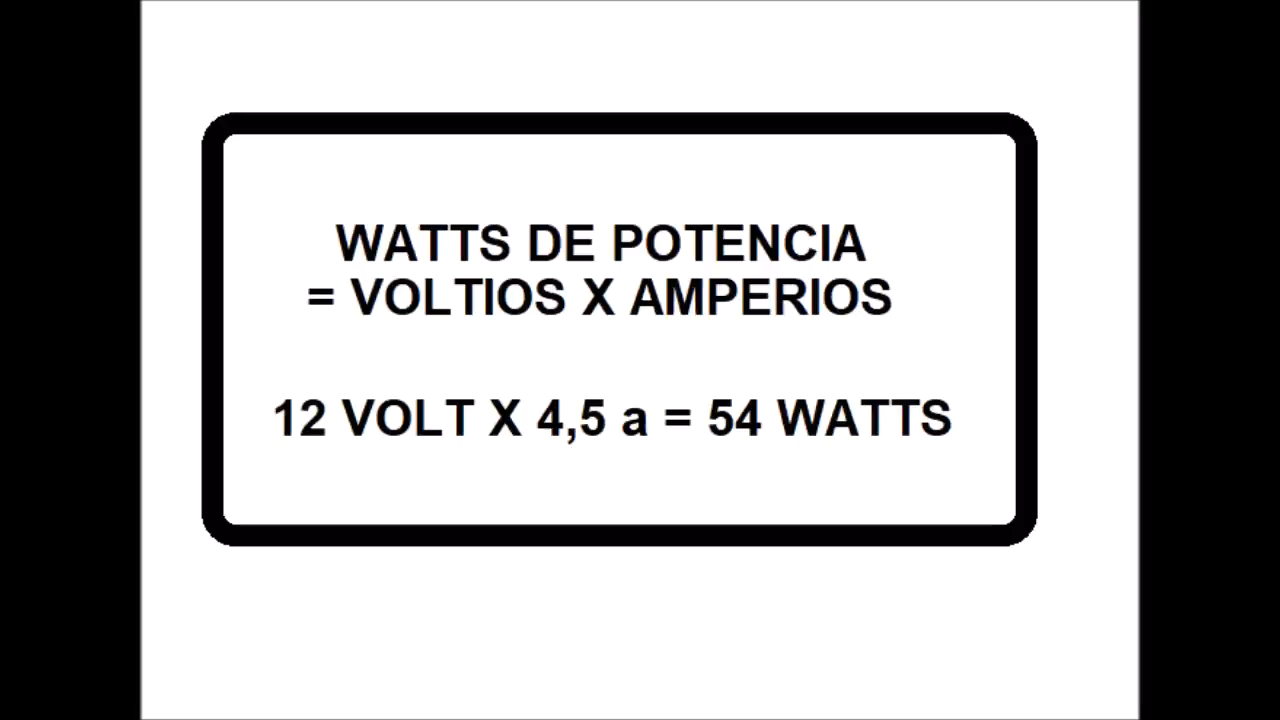 WATTS DE POTENCIA
= VOLTIOS X AMPERIOS
12 VOLT X 4,5 a = 54 WATTS